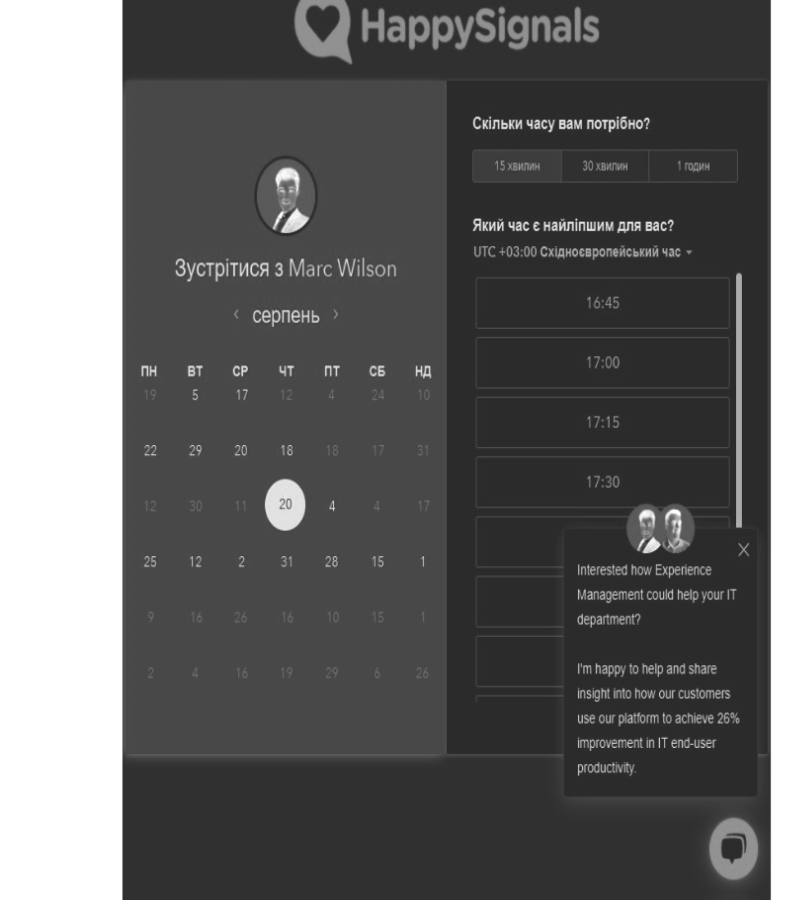 HappySignals
Зустрітися з Marc Wilson
‹ серпень ›
ПН ВТ СР ЧТ ПТ СБ НД
19 5 17 12 4 24 10
22 29 20 18 18 17 31
12 30 11 20 4 4 17
25 12 2 31 28 15 1
9 16 26 16 10 15 1
2 4 16 19 29 6 26
Скільки часу вам потрібно?
15 хвилин 30 хвилин 1 годин
Який час є найліпшим для вас?
UTC +03:00 Східноєвропейський час
16:45
17:00
17:15
17:30
Interested how Experience
Management could help your IT
department?
I'm happy to help and share
insight into how our customers
use our platform to achieve 26%
improvement in IT end-user
productivity.